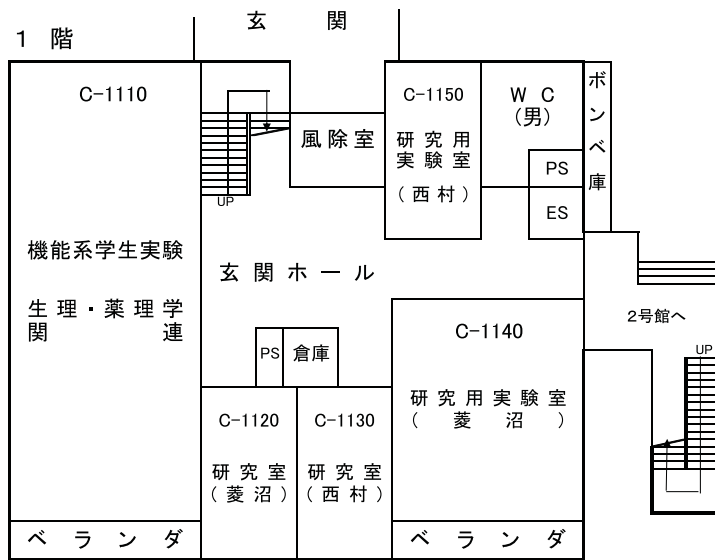 玄 関
1 階
C-1110
C-1150
研究用
実験室
(西村)
W C
(男)
ボンベ庫
風除室
PS
ES
UP
機能系学生実験
生理・薬理学
関連
玄関ホール
2号館へ
UP
PS
倉庫
C-1140
研究用実験室
(菱沼)
C-1120
研究室
(菱沼)
C-1130
研究室
(西村)
ベランダ
ベランダ